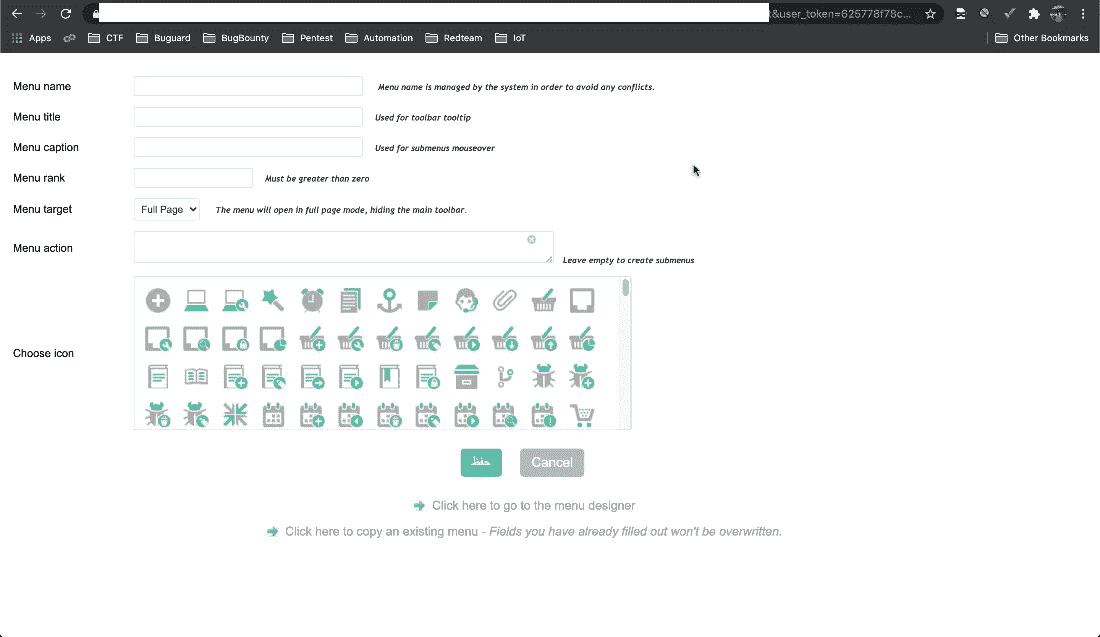 &user_token=625778f78c...
Apps CTF Buguard BugBounty Pentest Automation Redteam IoT Other Bookmarks
Menu name Menu name is managed by the system in order to avoid any conflicts.
Menu title Used for toolbar tooltip
Menu caption Used for submenus mouseover
Menu rank Must be greater than zero
Menu target Full Page The menu will open in full page mode, hiding the main toolbar.
Menu action Leave empty to create submenus
Choose icon
حفظ Cancel
Click here to go to the menu designer
Click here to copy an existing menu - Fields you have already filled out won't be overwritten.